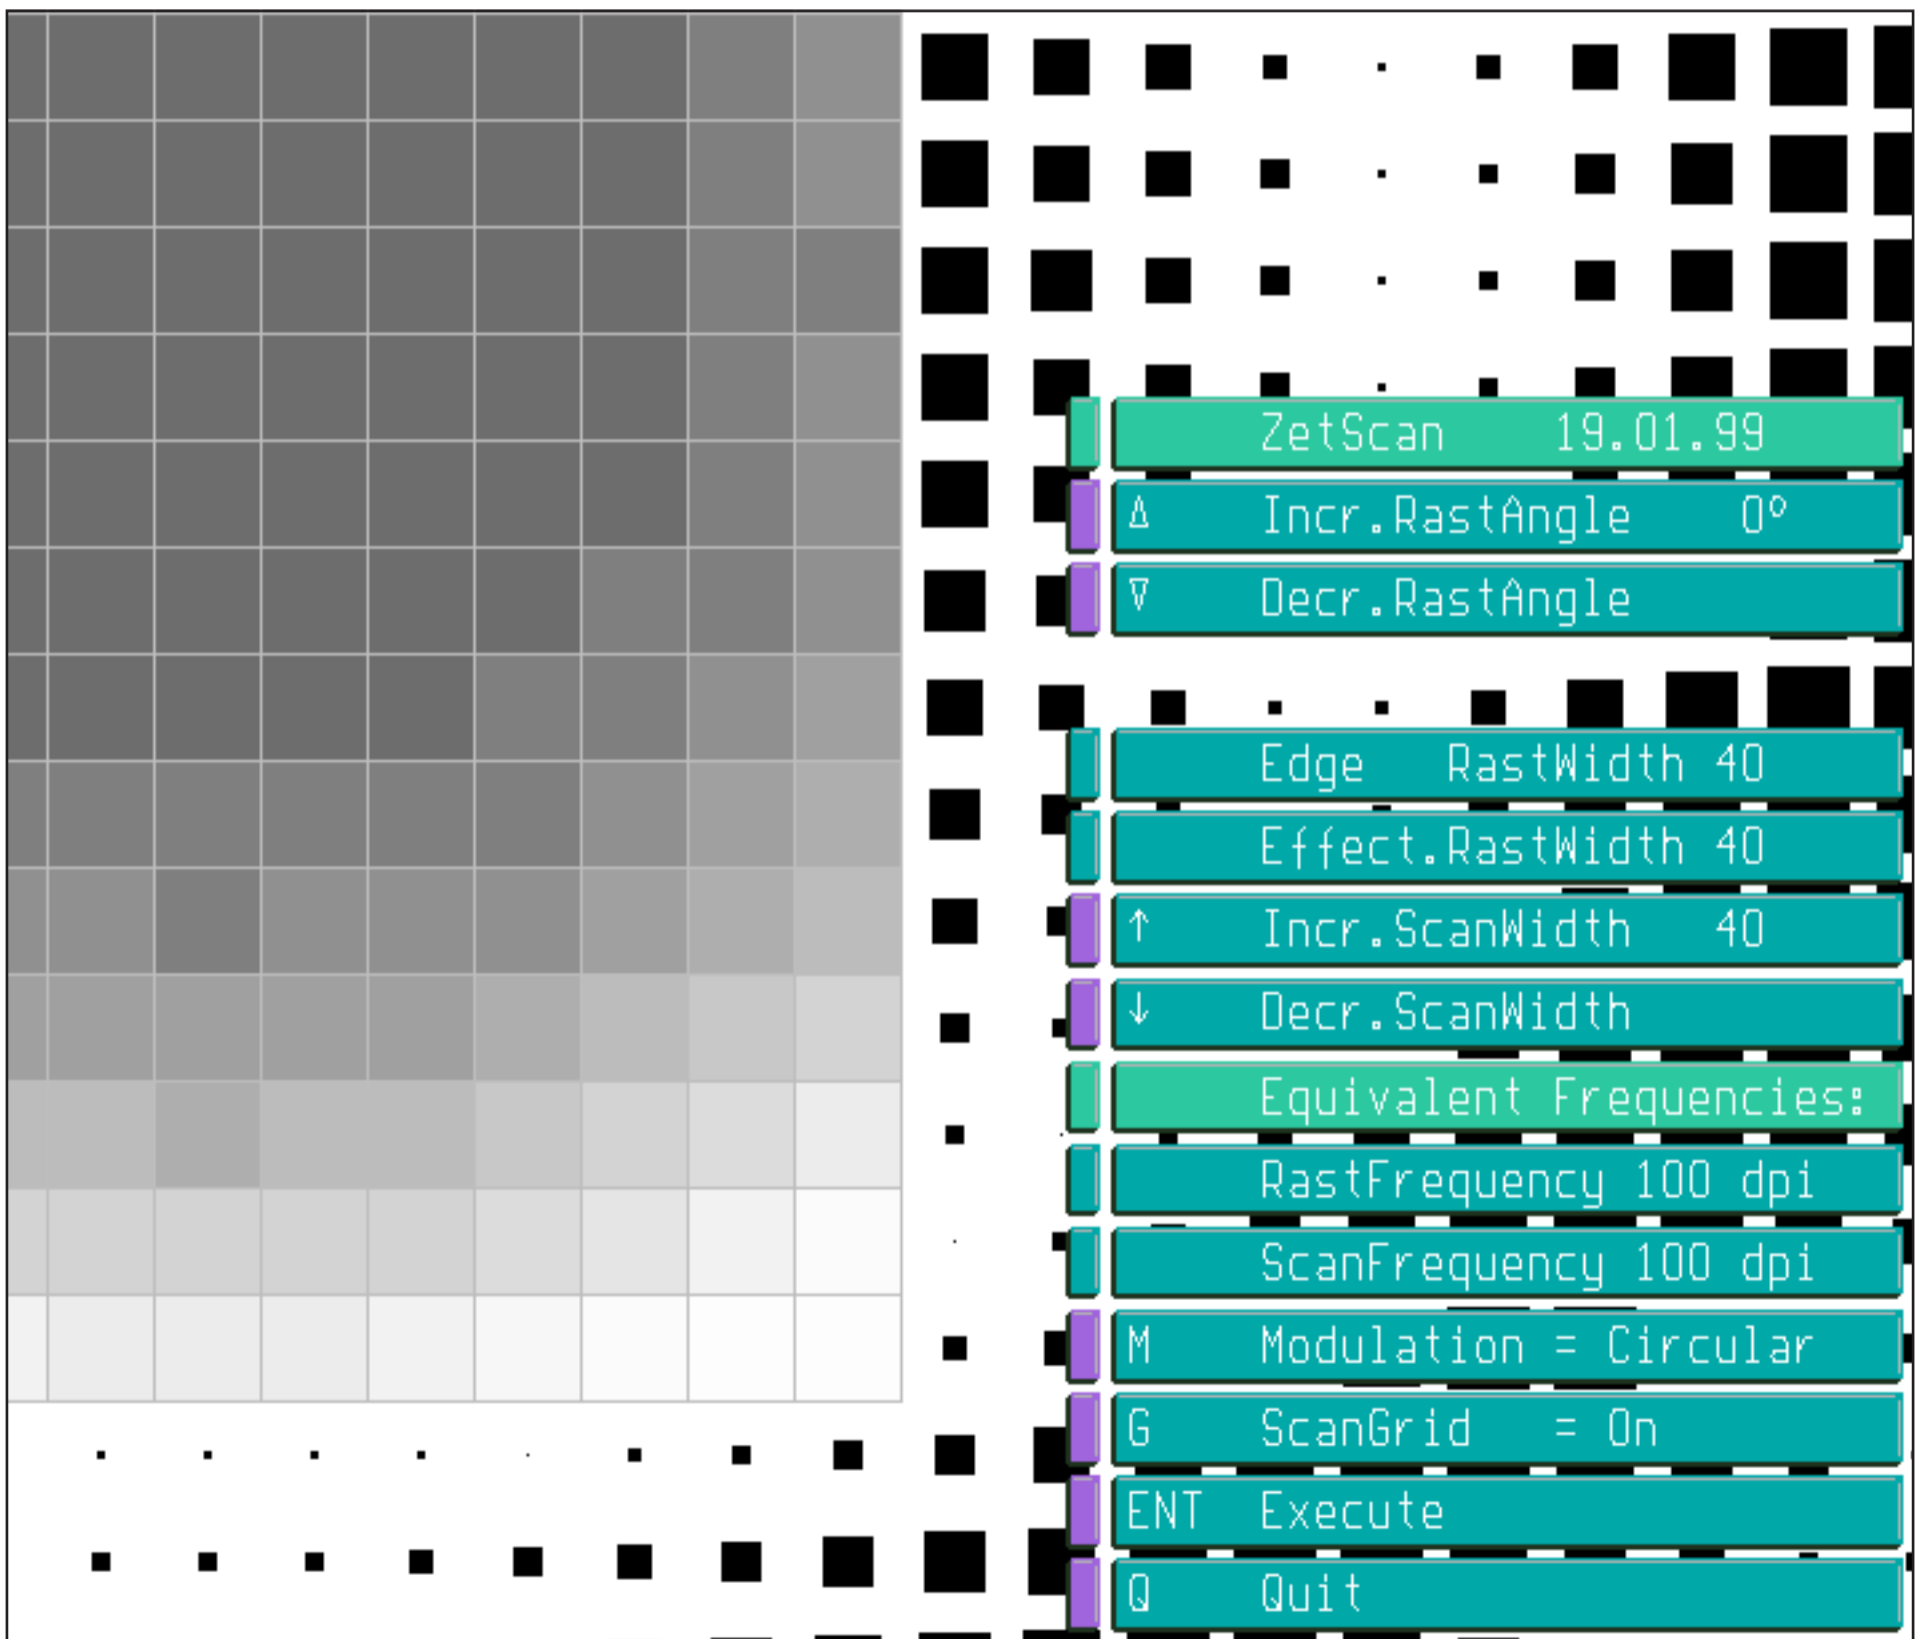 ZetScan 19.01.99
Δ Incr.RastAngle 0°
∇ Decr.RastAngle
Edge RastWidth 40
Effect.RastWidth 40
↑ Incr.ScanWidth 40
↓ Decr.ScanWidth
Equivalent Frequencies:
RastFrequency 100 dpi
ScanFrequency 100 dpi
M Modulation = Circular
G ScanGrid = On
ENT Execute
Q Quit